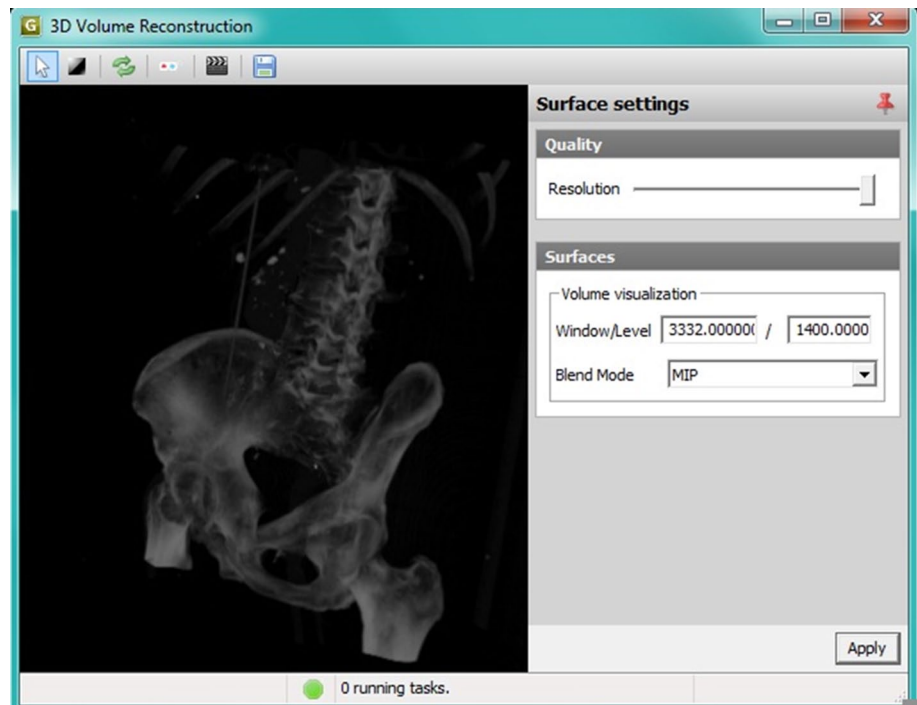 G 3D Volume Reconstruction
Surface settings
Quality
Resolution
Surfaces
Volume visualization
Window/Level 3332.00000( / 1400.0000
Blend Mode MIP
Apply
0 running tasks.